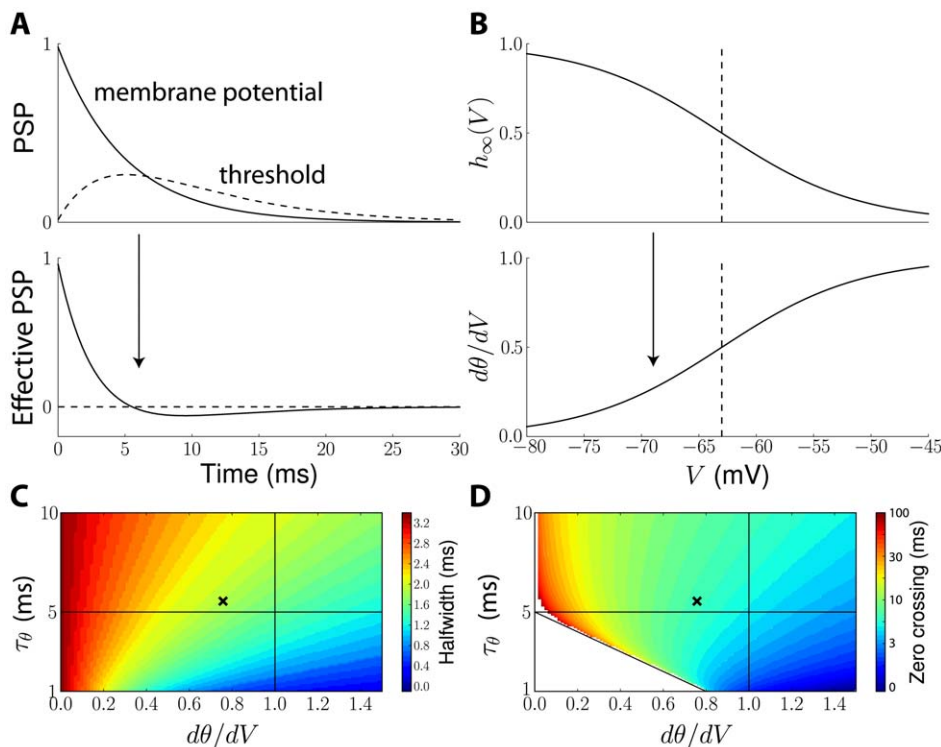 A
PSP
1
0
membrane potential
threshold
Effective PSP
1
0
0 5 10 15 20 25 30
Time (ms)
B
h∞(V)
1.0
0.5
0.0
dθ/dV
1.0
0.5
0.0
−80 −75 −70 −65 −60 −55 −50 −45
V (mV)
C
τθ (ms)
10
5
1
0.0 0.2 0.4 0.6 0.8 1.0 1.2 1.4
dθ/dV
3.2
2.8
2.4
2.0
1.6
1.2
0.8
0.4
0.0
Halfwidth (ms)
D
τθ (ms)
10
5
1
0.0 0.2 0.4 0.6 0.8 1.0 1.2 1.4
dθ/dV
100
30
10
3
0
Zero crossing (ms)